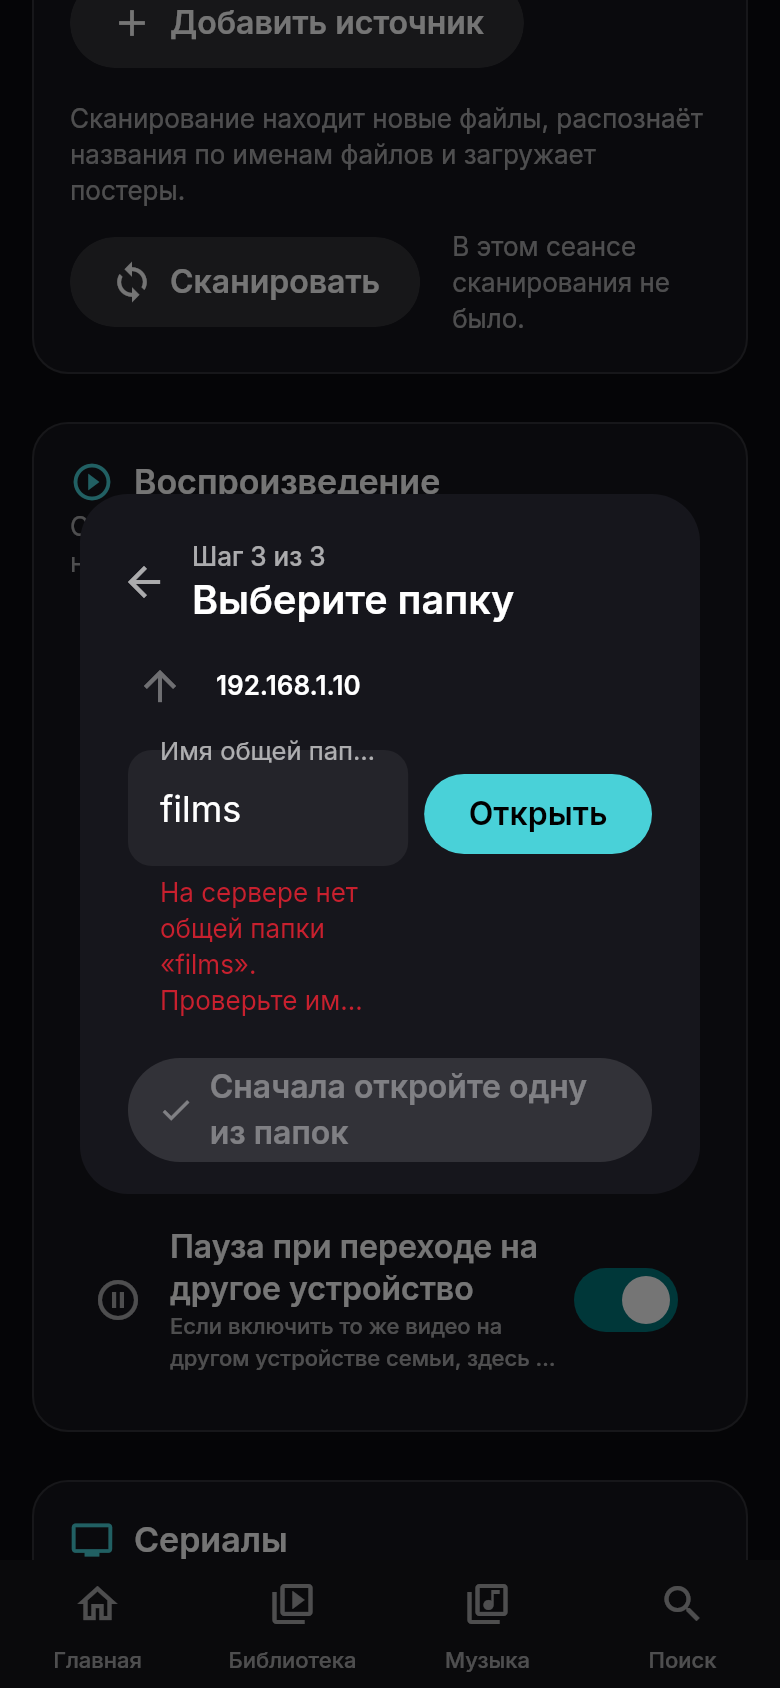 Добавить источник
Сканирование находит новые файлы, распознаёт
названия по именам файлов и загружает
постеры.
Сканировать
В этом сеансе
сканирования не
было.
Воспроизведение
Шаг 3 из 3
Выберите папку
192.168.1.10
Имя общей пап...
films
Открыть
На сервере нет
общей папки
«films».
Проверьте им...
Сначала откройте одну
из папок
Пауза при переходе на
другое устройство
Если включить то же видео на
другом устройстве семьи, здесь ...
Сериалы
Главная
Библиотека
Музыка
Поиск